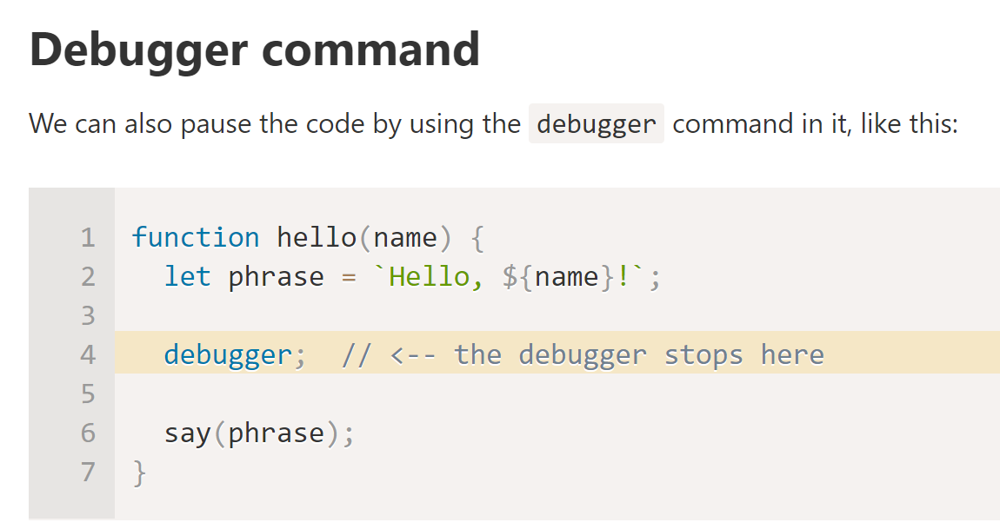 Debugger command
We can also pause the code by using the debugger command in it, like this:
1 function hello(name) {
2   let phrase = `Hello, ${name}!`;
3
4   debugger;  // <-- the debugger stops here
5
6   say(phrase);
7 }